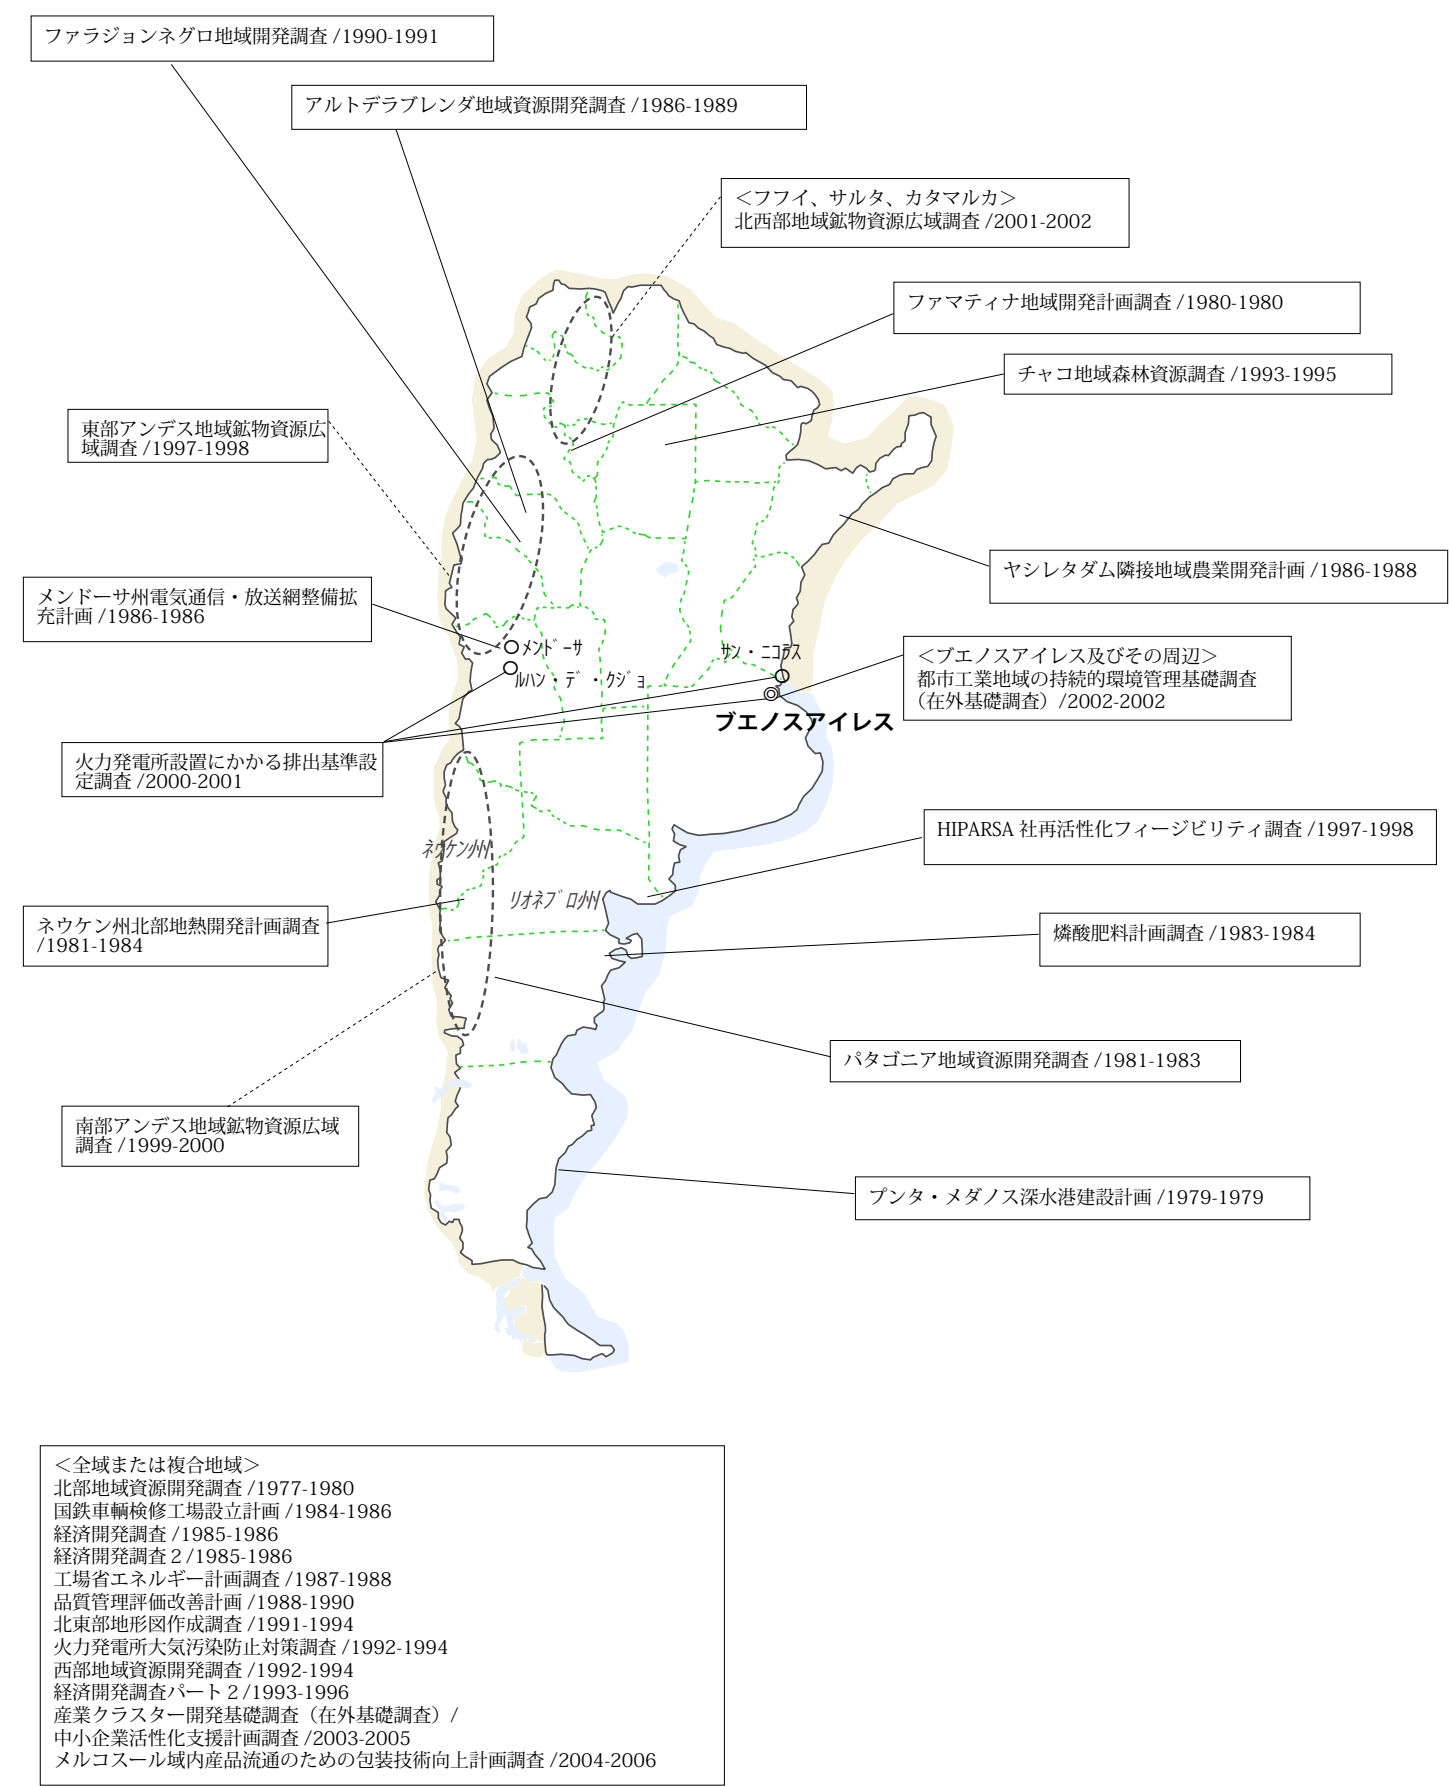 ファラジョンネグロ地域開発調査 /1990-1991
アルトデラブレンダ地域資源開発調査 /1986-1989
＜フフイ、サルタ、カタマルカ＞
北西部地域鉱物資源広域調査 /2001-2002
ファマティナ地域開発計画調査 /1980-1980
チャコ地域森林資源調査 /1993-1995
東部アンデス地域鉱物資源広
域調査 /1997-1998
ヤシレタダム隣接地域農業開発計画 /1986-1988
メンドーサ州電気通信・放送網整備拡
充計画 /1986-1986
メンドーサ
ルハン・デ・クジョ
サン・ニコラス
ブエノスアイレス
＜ブエノスアイレス及びその周辺＞
都市工業地域の持続的環境管理基礎調査
（在外基礎調査）/2002-2002
火力発電所設置にかかる排出基準設
定調査 /2000-2001
HIPARSA 社再活性化フィージビリティ調査 /1997-1998
ネウケン州
リオネブロ州
ネウケン州北部地熱開発計画調査
/1981-1984
燐酸肥料計画調査 /1983-1984
パタゴニア地域資源開発調査 /1981-1983
南部アンデス地域鉱物資源広域
調査 /1999-2000
プンタ・メダノス深水港建設計画 /1979-1979
＜全域または複合地域＞
北部地域資源開発調査 /1977-1980
国鉄車輌検修工場設立計画 /1984-1986
経済開発調査 /1985-1986
経済開発調査２/1985-1986
工場省エネルギー計画調査 /1987-1988
品質管理評価改善計画 /1988-1990
北東部地形図作成調査 /1991-1994
火力発電所大気汚染防止対策調査 /1992-1994
西部地域資源開発調査 /1992-1994
経済開発調査パート２/1993-1996
産業クラスター開発基礎調査（在外基礎調査）/
中小企業活性化支援計画調査 /2003-2005
メルコスール域内産品流通のための包装技術向上計画調査 /2004-2006